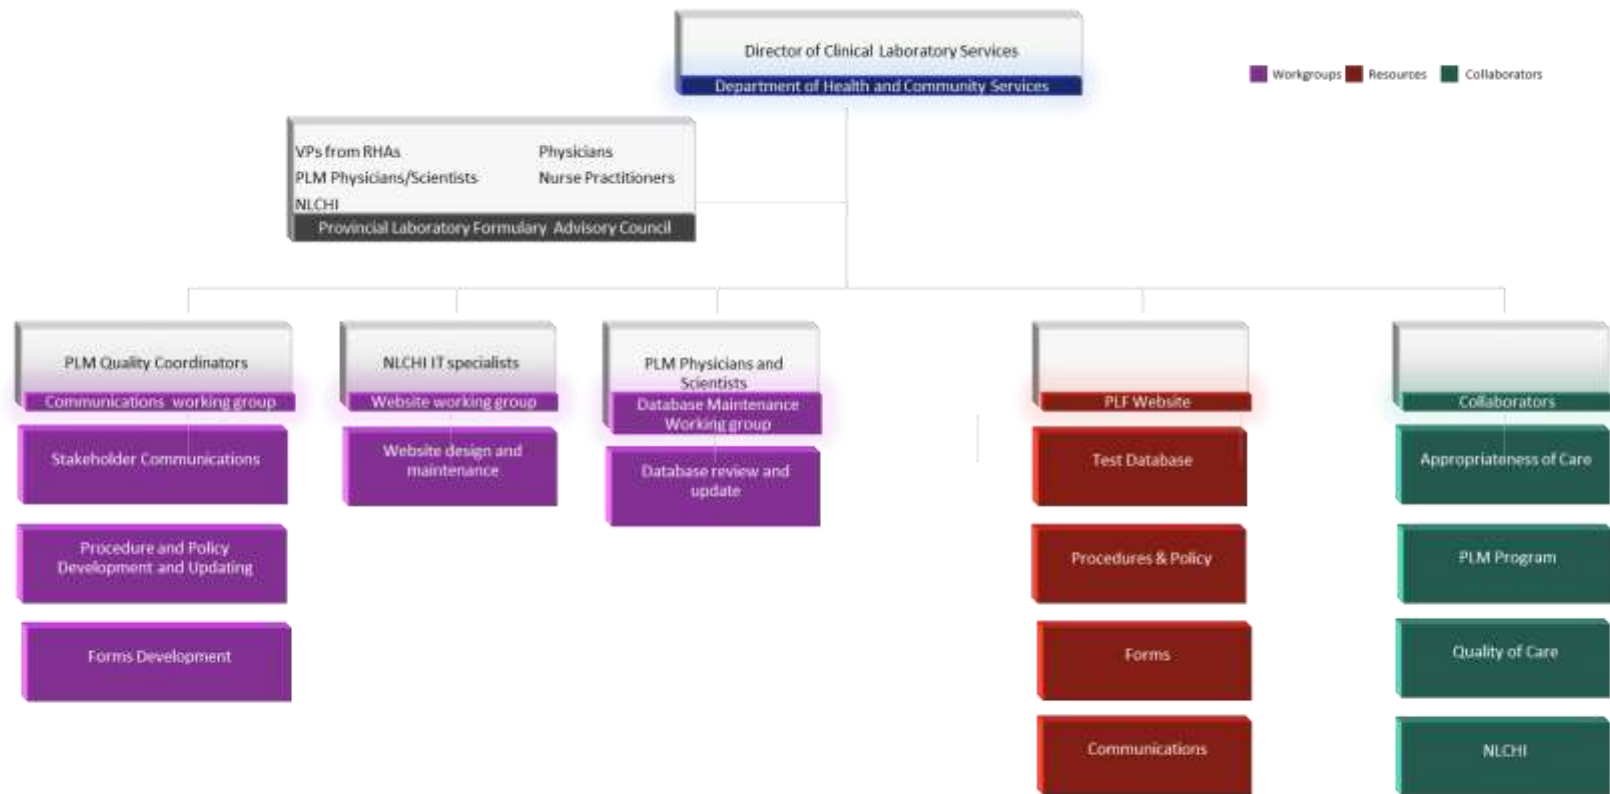 Director of Clinical Laboratory Services
Department of Health and Community Services
Workgroups
Resources
Collaborators
VPs from RHAs
Physicians
PLM Physicians/Scientists
Nurse Practitioners
NLCHI
Provincial Laboratory Formulary Advisory Council
PLM Quality Coordinators
Communications working group
Stakeholder Communications
Procedure and Policy
Development and Updating
Forms Development
NLCHI IT specialists
Website working group
Website design and
maintenance
PLM Physicians and
Scientists
Database Maintenance
Working group
Database review and
update
PLF Website
Test Database
Procedures & Policy
Forms
Communications
Collaborators
Appropriateness of Care
PLM Program
Quality of Care
NLCHI